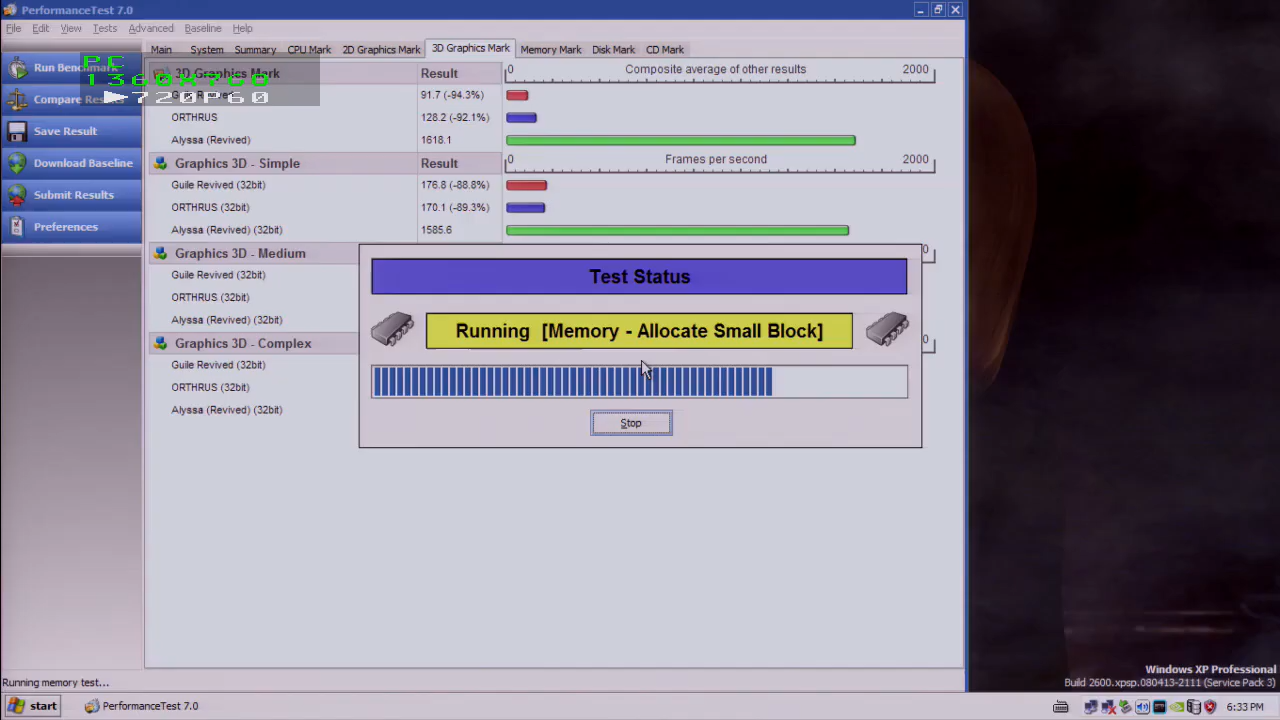 PerformanceTest 7.0
File Edit View Tests Advanced Baseline Help
Main System Summary CPU Mark 2D Graphics Mark 3D Graphics Mark Memory Mark Disk Mark CD Mark
PC
1360X768
▶720P60
Run Benchmark
Compare Results
Save Result
Download Baseline
Submit Results
Preferences
3D Graphics Mark Result 0 Composite average of other results 2000
Guile Revived 91.7 (-94.3%)
ORTHRUS 128.2 (-92.1%)
Alyssa (Revived) 1618.1
Graphics 3D - Simple Result 0 Frames per second 2000
Guile Revived (32bit) 176.8 (-88.8%)
ORTHRUS (32bit) 170.1 (-89.3%)
Alyssa (Revived) (32bit) 1585.6
Graphics 3D - Medium 0
Guile Revived (32bit)
ORTHRUS (32bit)
Alyssa (Revived) (32bit)
Graphics 3D - Complex 0
Guile Revived (32bit)
ORTHRUS (32bit)
Alyssa (Revived) (32bit)
Test Status
Running [Memory - Allocate Small Block]
Stop
Running memory test...
Windows XP Professional
Build 2600.xpsp.080413-2111 (Service Pack 3)
start PerformanceTest 7.0 6:33 PM